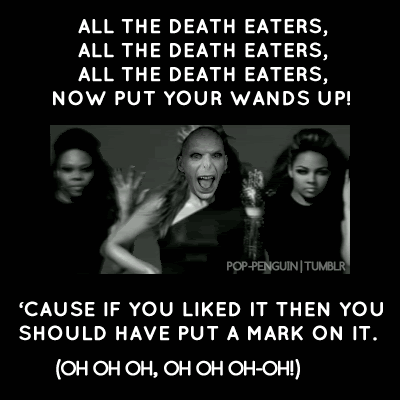 ALL THE DEATH EATERS,
ALL THE DEATH EATERS,
ALL THE DEATH EATERS,
NOW PUT YOUR WANDS UP!
POP-PENGUIN|TUMBLR
‘CAUSE IF YOU LIKED IT THEN YOU
SHOULD HAVE PUT A MARK ON IT.
(OH OH OH, OH OH OH-OH!)